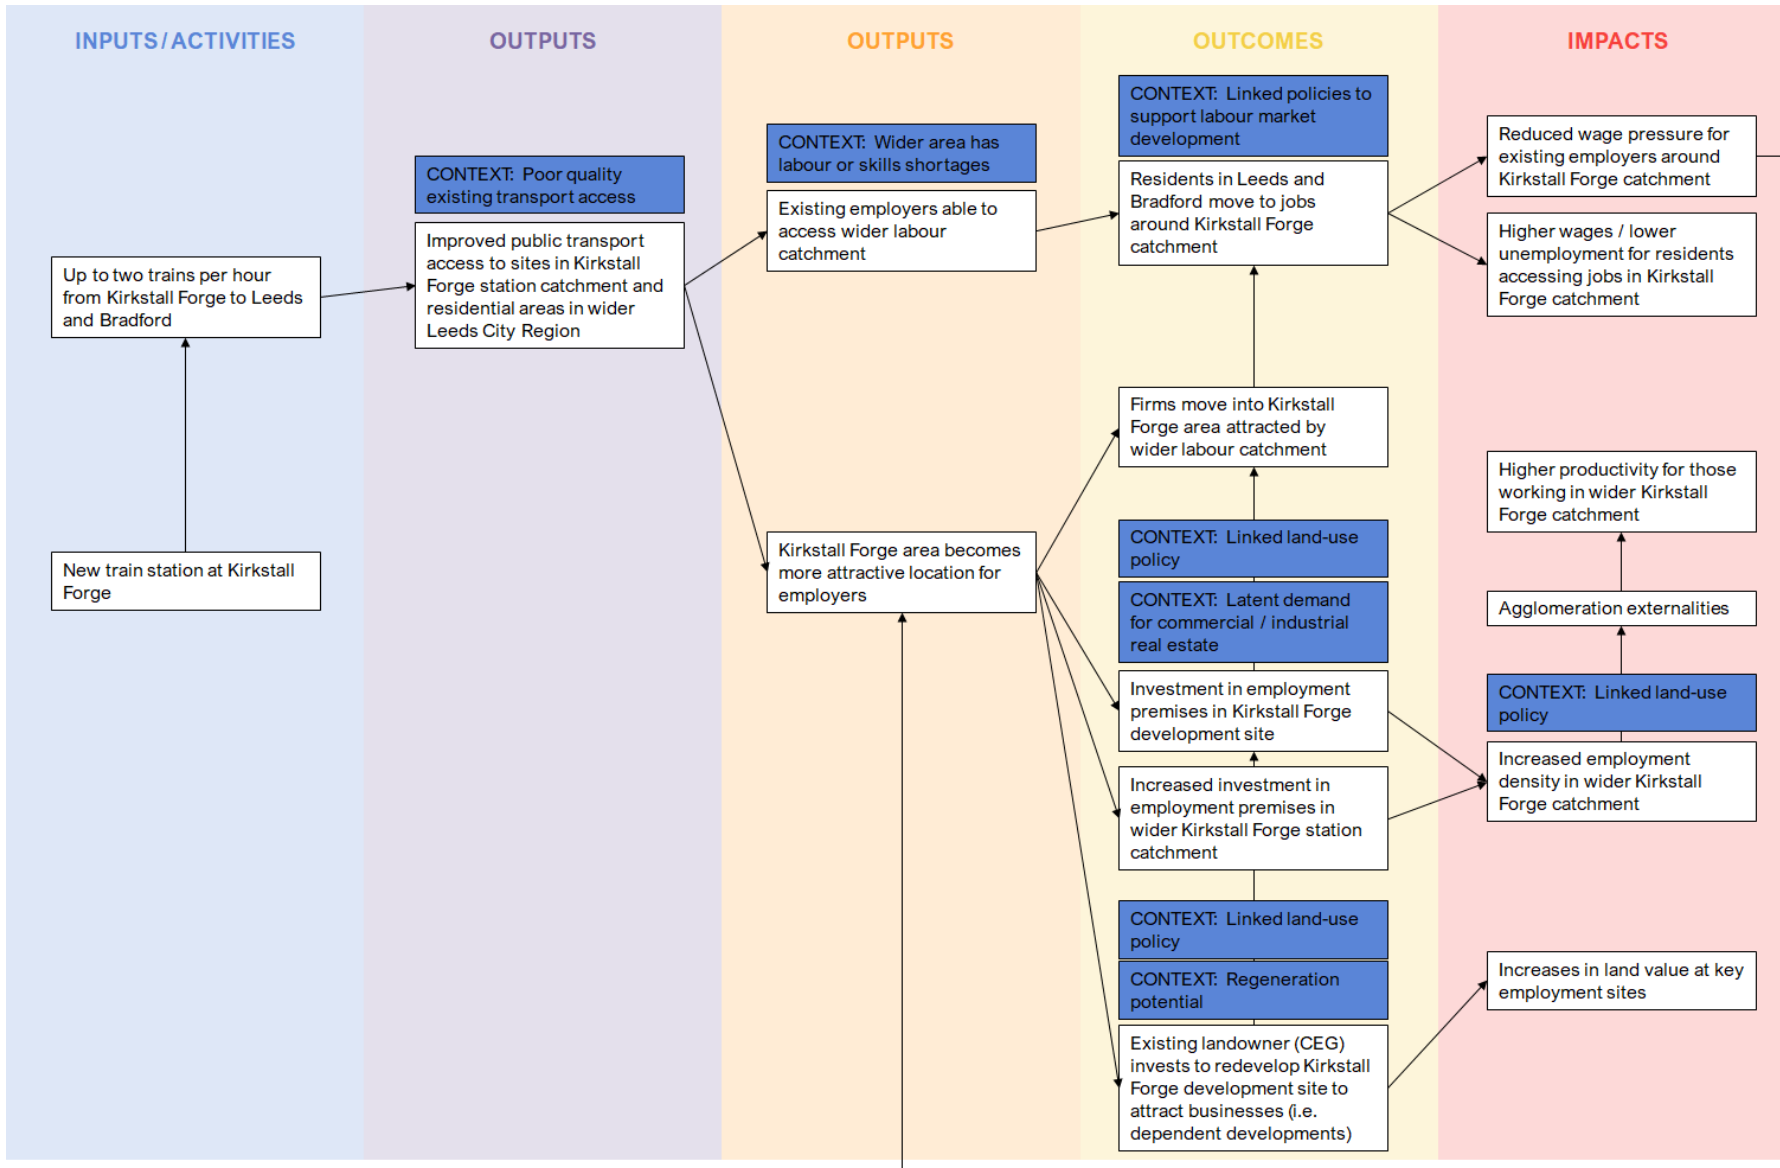 INPUTS / ACTIVITIES
OUTPUTS
OUTPUTS
OUTCOMES
IMPACTS
Up to two trains per hour
from Kirkstall Forge to Leeds
and Bradford
New train station at Kirkstall
Forge
CONTEXT: Poor quality
existing transport access
Improved public transport
access to sites in Kirkstall
Forge station catchment and
residential areas in wider
Leeds City Region
CONTEXT: Wider area has
labour or skills shortages
Existing employers able to
access wider labour
catchment
Kirkstall Forge area becomes
more attractive location for
employers
CONTEXT: Linked policies to
support labour market
development
Residents in Leeds and
Bradford move to jobs
around Kirkstall Forge
catchment
Firms move into Kirkstall
Forge area attracted by
wider labour catchment
CONTEXT: Linked land-use
policy
CONTEXT: Latent demand
for commercial / industrial
real estate
Investment in employment
premises in Kirkstall Forge
development site
Increased investment in
employment premises in
wider Kirkstall Forge station
catchment
CONTEXT: Linked land-use
policy
CONTEXT: Regeneration
potential
Existing landowner (CEG)
invests to redevelop Kirkstall
Forge development site to
attract businesses (i.e.
dependent developments)
Reduced wage pressure for
existing employers around
Kirkstall Forge catchment
Higher wages / lower
unemployment for residents
accessing jobs in Kirkstall
Forge catchment
Higher productivity for those
working in wider Kirkstall
Forge catchment
Agglomeration externalities
CONTEXT: Linked land-use
policy
Increased employment
density in wider Kirkstall
Forge catchment
Increases in land value at key
employment sites